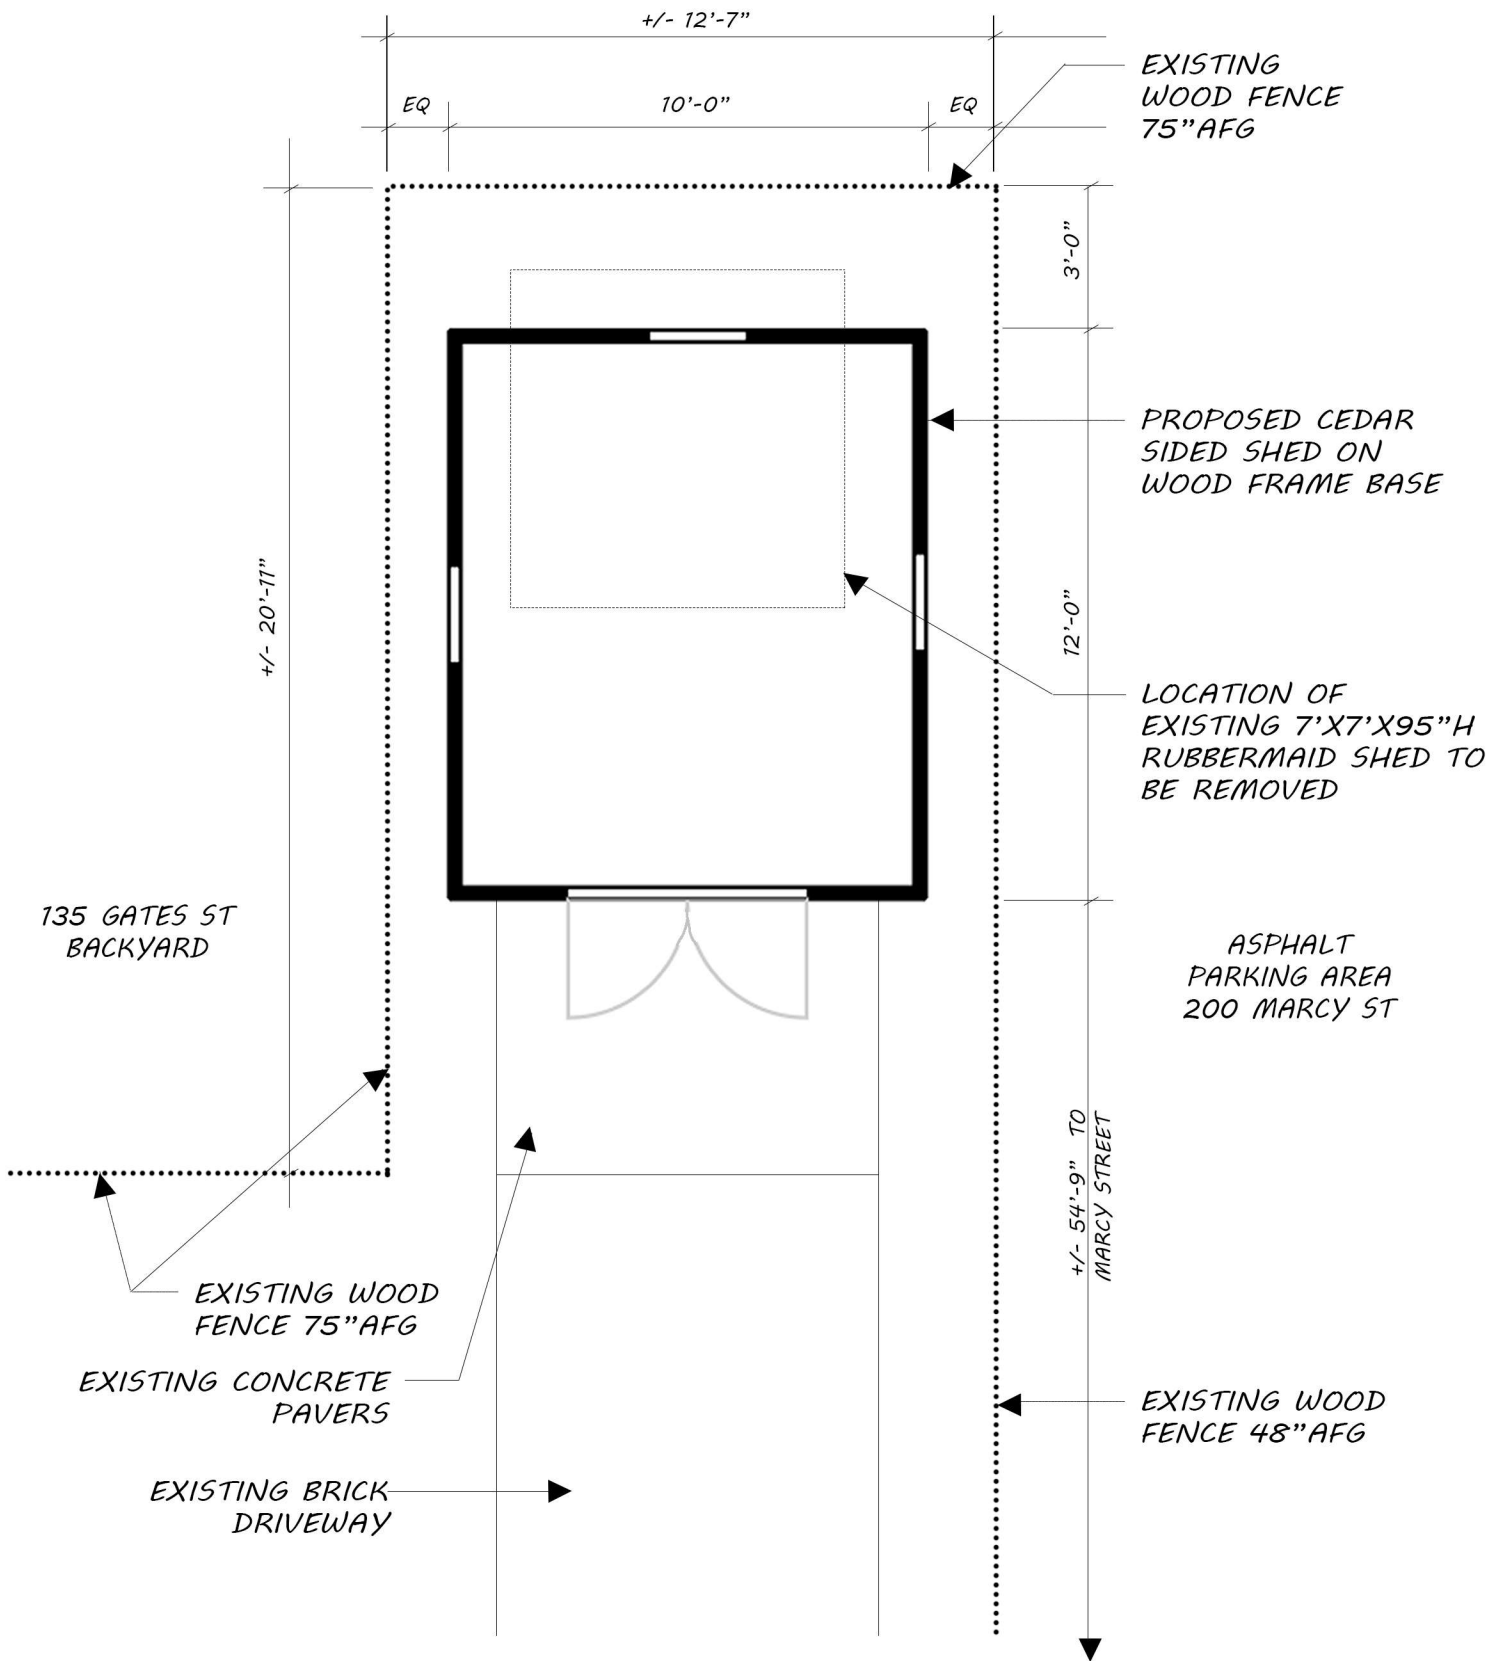 +/- 12'-7"
EQ
10'-0"
EQ
EXISTING
WOOD FENCE
75"AFG
3'-0"
PROPOSED CEDAR
SIDED SHED ON
WOOD FRAME BASE
+/- 20'-11"
12'-0"
LOCATION OF
EXISTING 7'X7'X95"H
RUBBERMAID SHED TO
BE REMOVED
135 GATES ST
BACKYARD
ASPHALT
PARKING AREA
200 MARCY ST
+/- 54'-9" TO
MARCY STREET
EXISTING WOOD
FENCE 75"AFG
EXISTING CONCRETE
PAVERS
EXISTING WOOD
FENCE 48"AFG
EXISTING BRICK
DRIVEWAY